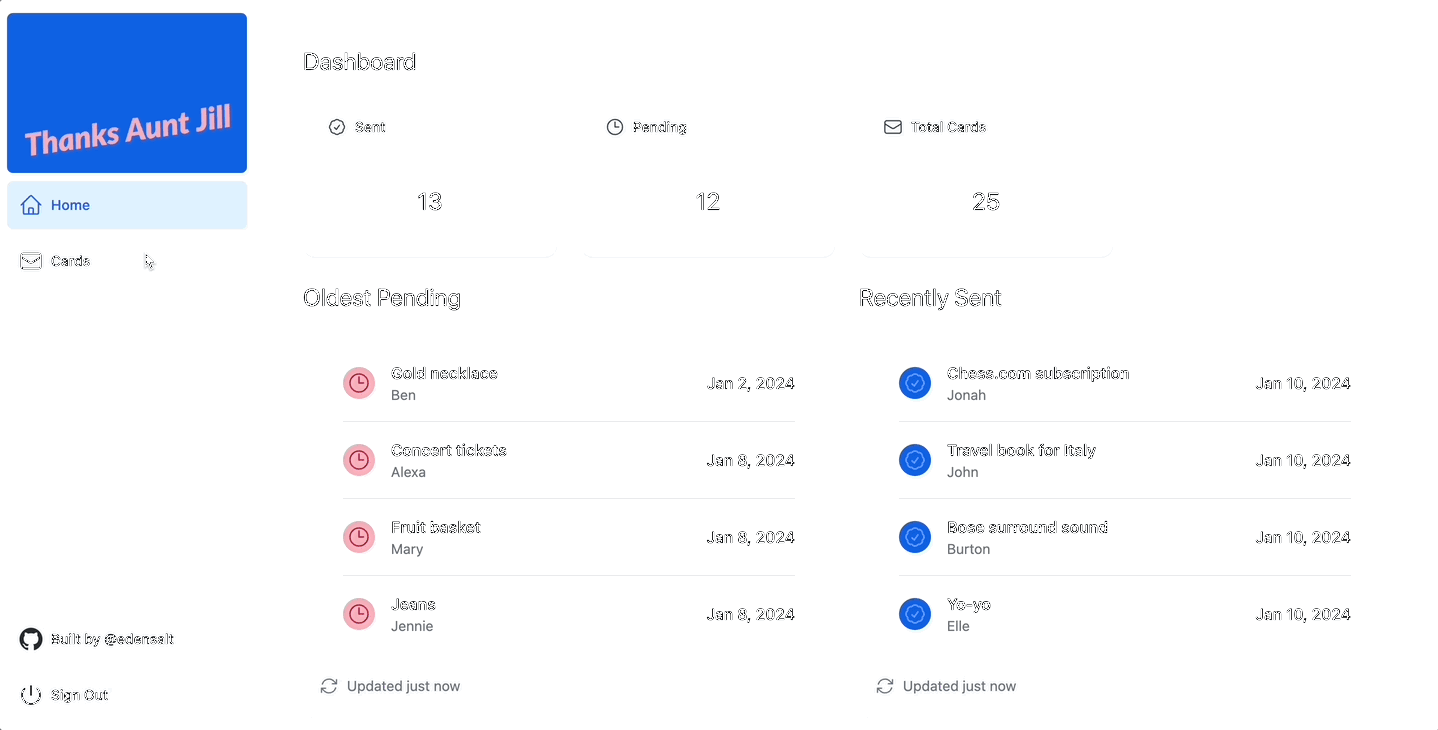 Thanks Aunt Jill
Home
Cards
Built by @edensalt
Sign Out
Dashboard
Sent
13
Pending
12
Total Cards
25
Oldest Pending
Gold necklace
Ben
Jan 2, 2024
Concert tickets
Alexa
Jan 8, 2024
Fruit basket
Mary
Jan 8, 2024
Jeans
Jennie
Jan 8, 2024
Updated just now
Recently Sent
Chess.com subscription
Jonah
Jan 10, 2024
Travel book for Italy
John
Jan 10, 2024
Bose surround sound
Burton
Jan 10, 2024
Yo-yo
Elle
Jan 10, 2024
Updated just now